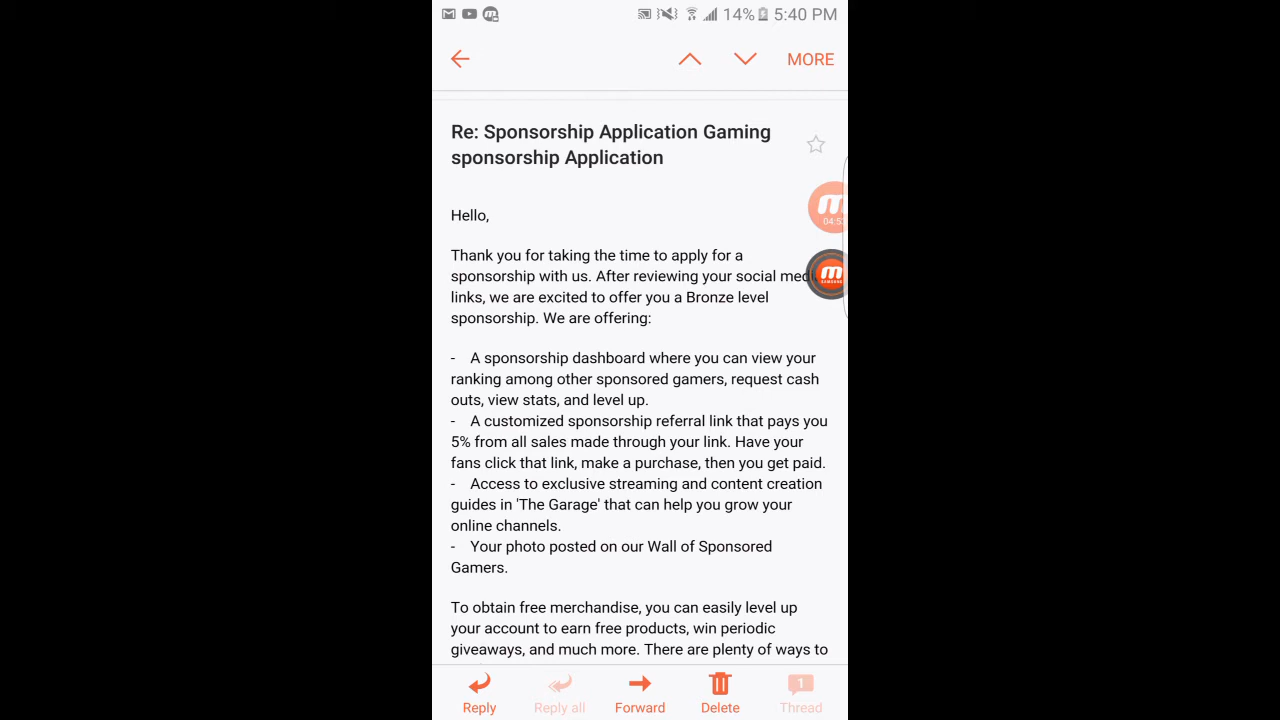 14% 5:40 PM
MORE
Re: Sponsorship Application Gaming
sponsorship Application
Hello,
Thank you for taking the time to apply for a
sponsorship with us. After reviewing your social medi
links, we are excited to offer you a Bronze level
sponsorship. We are offering:
- A sponsorship dashboard where you can view your
ranking among other sponsored gamers, request cash
outs, view stats, and level up.
- A customized sponsorship referral link that pays you
5% from all sales made through your link. Have your
fans click that link, make a purchase, then you get paid.
- Access to exclusive streaming and content creation
guides in 'The Garage' that can help you grow your
online channels.
- Your photo posted on our Wall of Sponsored
Gamers.
To obtain free merchandise, you can easily level up
your account to earn free products, win periodic
giveaways, and much more. There are plenty of ways to
Reply Reply all Forward Delete 1 Thread